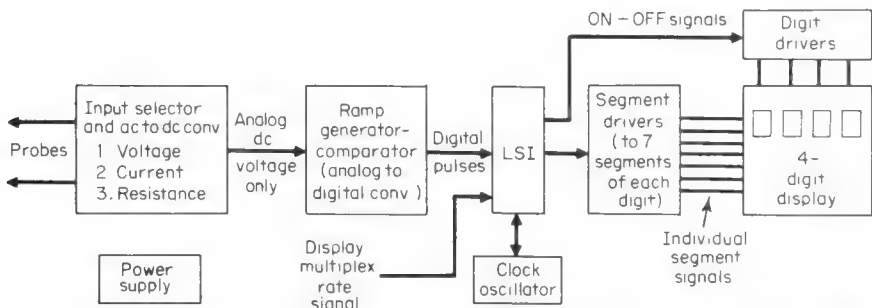 ON – OFF signals
Digit
drivers
Input selector
and ac to dc conv
1 Voltage
2 Current
3. Resistance
Probes
Analog
dc
voltage
only
Ramp
generator-
comparator
(analog to
digital conv )
Digital
pulses
LSI
Segment
drivers
(to 7
segments
of each
digit)
4-
digit
display
Individual
segment
signals
Display
multiplex
rate
signal
Clock
oscillator
Power
supply